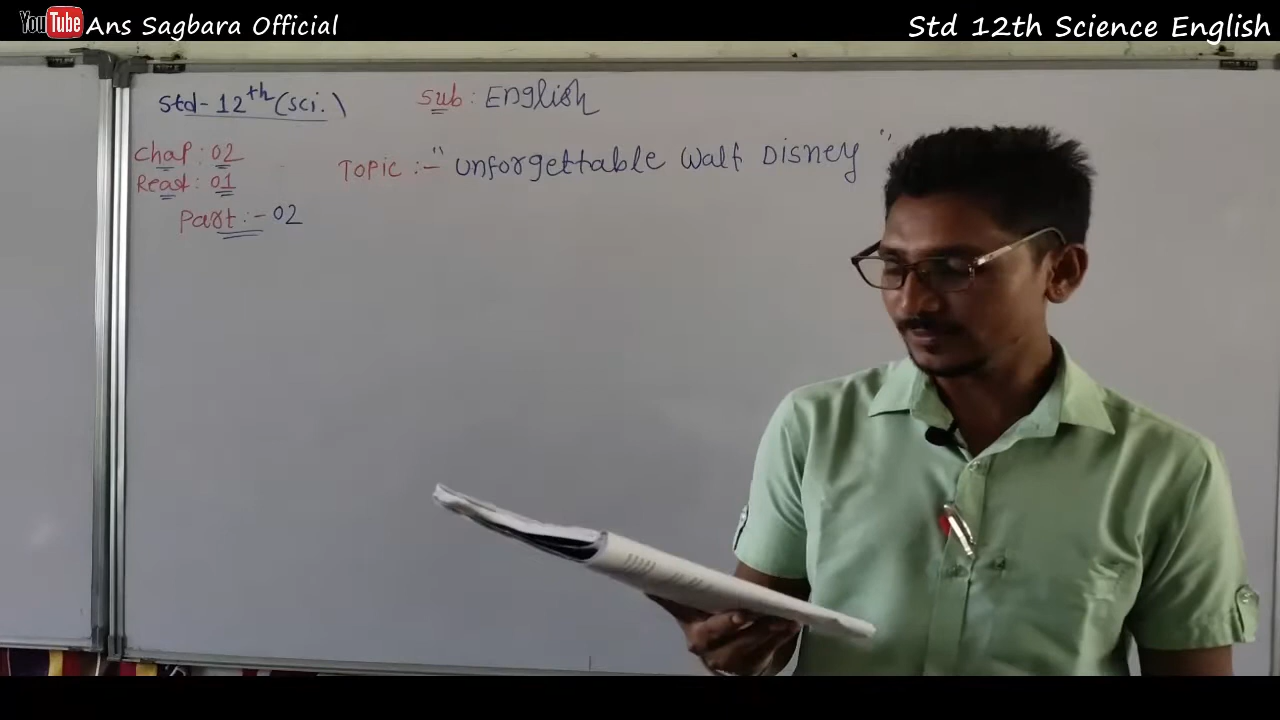 YouTube Ans Sagbara Official
Std 12th Science English
Std-12th (sci.)
Sub: English
Chap: 02
Topic :- "Unforgettable Walt Disney"
Read: 01
Part :- 02